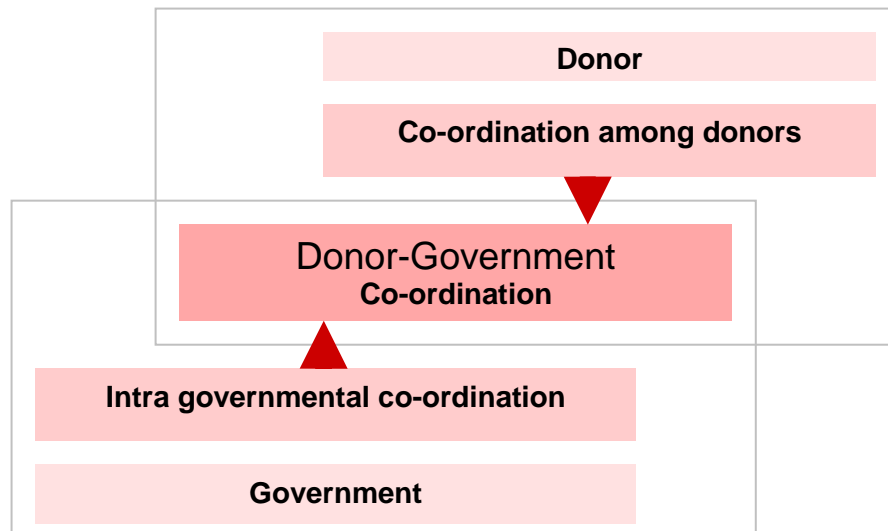 Donor
Co-ordination among donors
Donor-Government
Co-ordination
Intra governmental co-ordination
Government